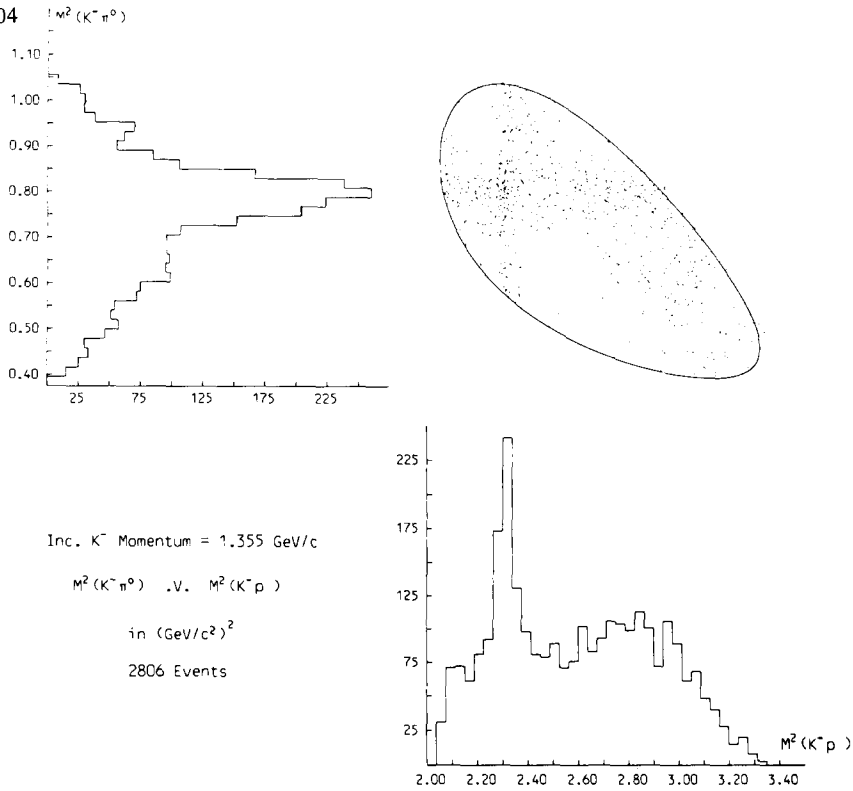 04
M² (K⁻ π⁰)
1.10
1.00
0.90
0.80
0.70
0.60
0.50
0.40
25 75 125 175 225
Inc. K⁻ Momentum = 1.355 GeV/c
M² (K⁻π⁰) .V. M² (K⁻p )
in (GeV/c²)²
2806 Events
225
175
125
75
25
M² (K⁻p )
2.00 2.20 2.40 2.60 2.80 3.00 3.20 3.40